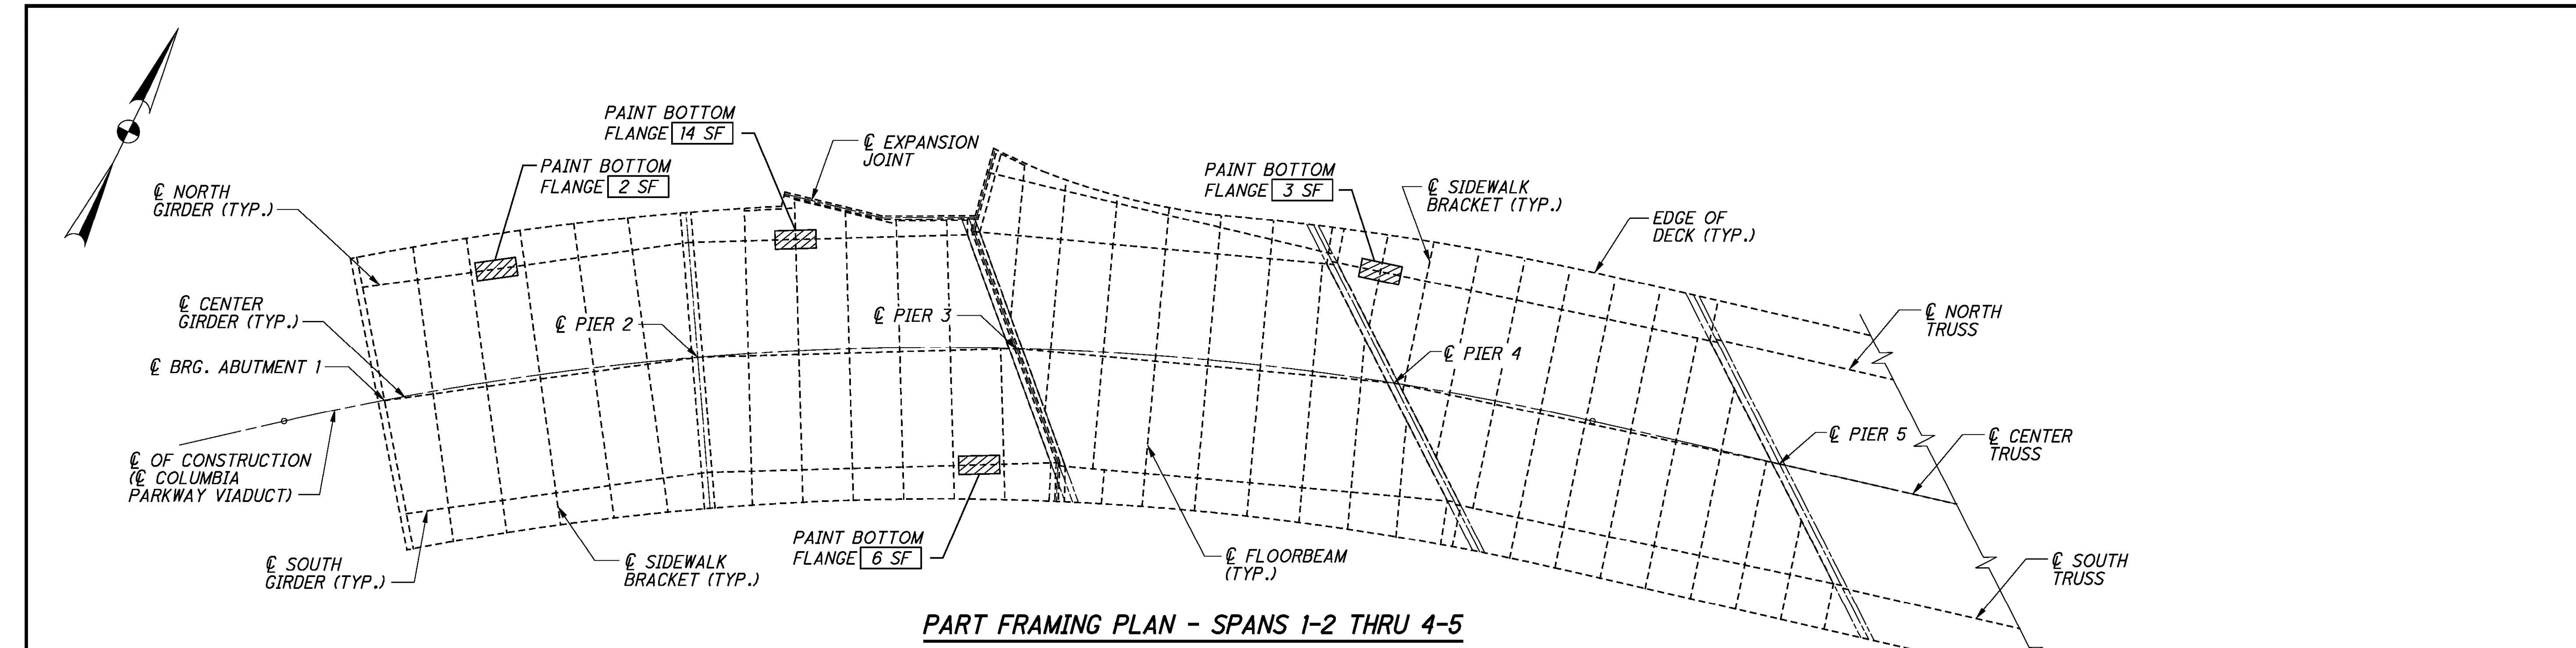 PAINT BOTTOM
FLANGE 14 SF
℄ EXPANSION
JOINT
PAINT BOTTOM
FLANGE 2 SF
PAINT BOTTOM
FLANGE 3 SF
℄ SIDEWALK
BRACKET (TYP.)
℄ NORTH
GIRDER (TYP.)
EDGE OF
DECK (TYP.)
℄ CENTER
GIRDER (TYP.)
℄ PIER 2
℄ PIER 3
℄ NORTH
TRUSS
℄ BRG. ABUTMENT 1
℄ PIER 4
℄ PIER 5
℄ CENTER
TRUSS
℄ OF CONSTRUCTION
(℄ COLUMBIA
PARKWAY VIADUCT)
PAINT BOTTOM
FLANGE 6 SF
℄ SOUTH
GIRDER (TYP.)
℄ SIDEWALK
BRACKET (TYP.)
℄ FLOORBEAM
(TYP.)
℄ SOUTH
TRUSS
PART FRAMING PLAN - SPANS 1-2 THRU 4-5